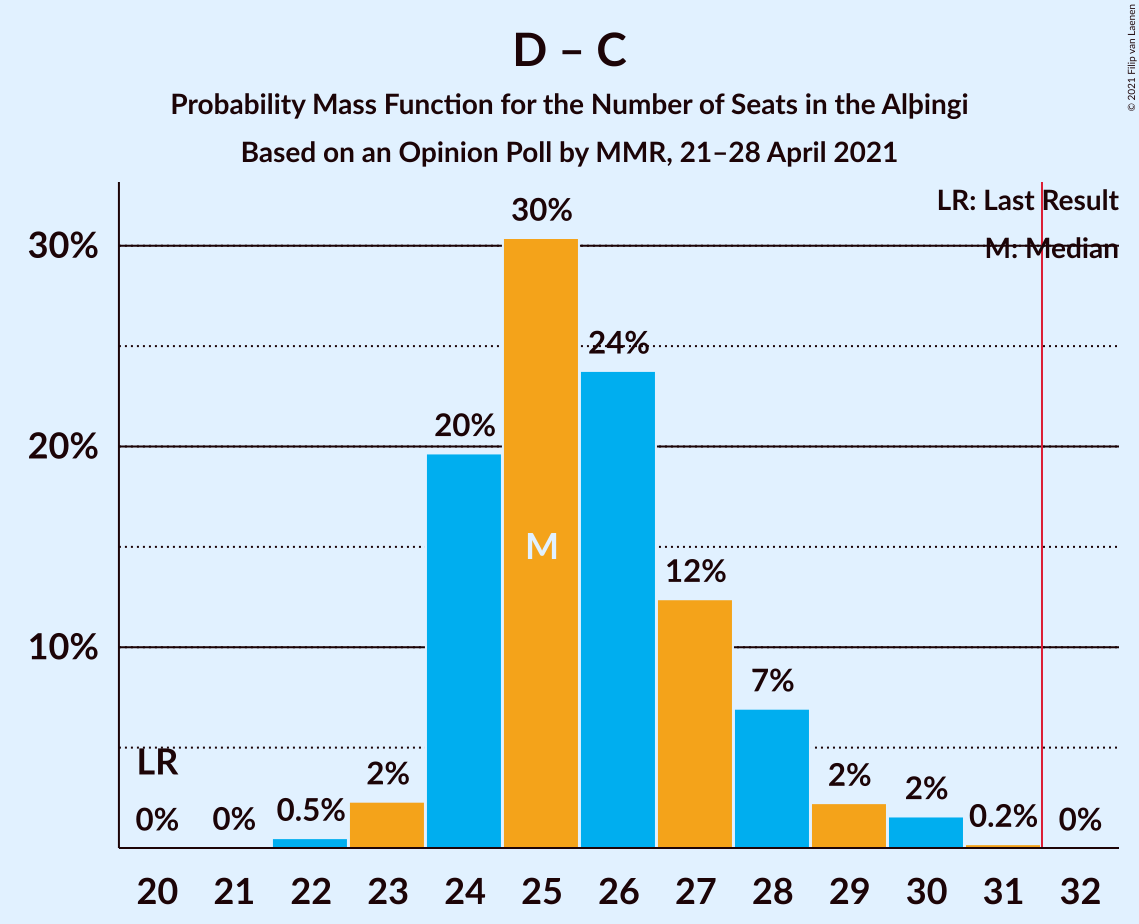 D – C
Probability Mass Function for the Number of Seats in the Alþingi
Based on an Opinion Poll by MMR, 21–28 April 2021
© 2021 Filip van Laenen
LR: Last Result
M: Median
30%
20%
10%
LR
0%
0%
0.5%
2%
20%
30%
M
24%
12%
7%
2%
2%
0.2%
0%
20 21 22 23 24 25 26 27 28 29 30 31 32